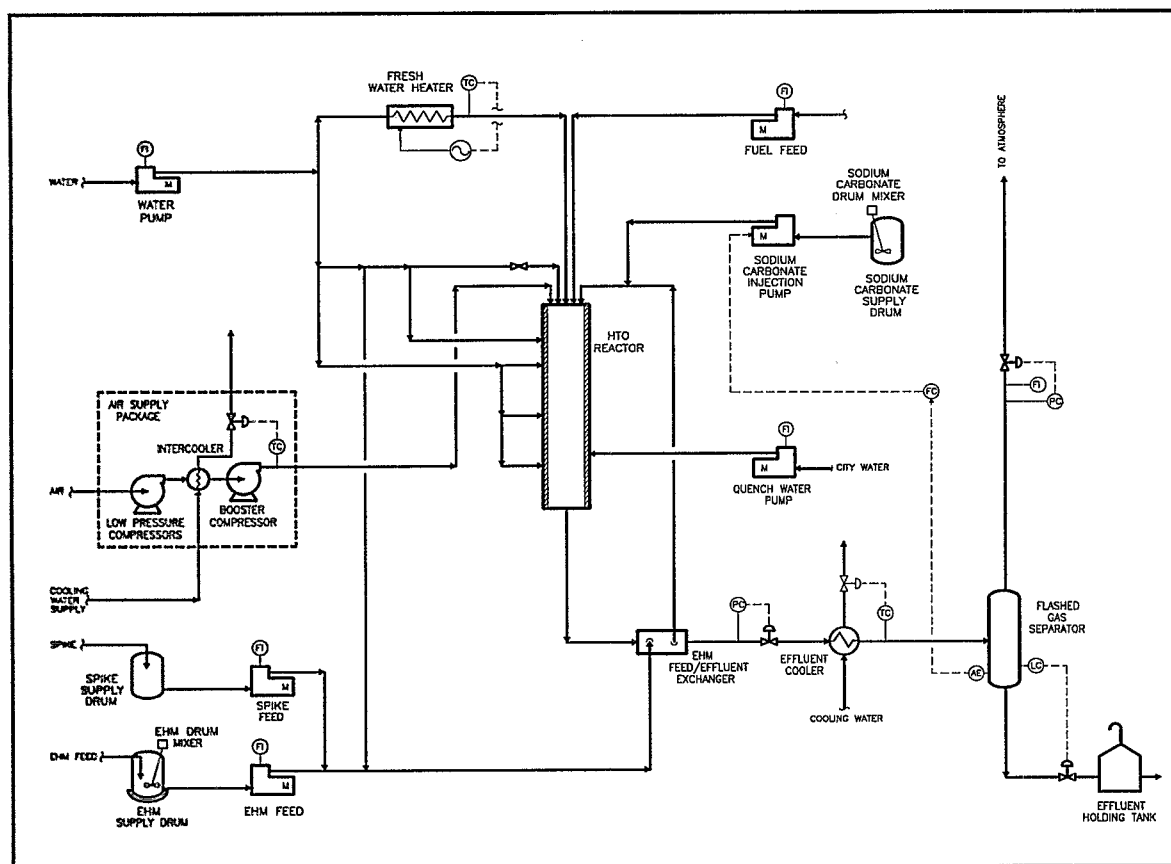 FRESH
WATER HEATER
TC
FI
M
FUEL FEED
TO ATMOSPHERE
FI
WATER
M
WATER
PUMP
SODIUM
CARBONATE
DRUM MIXER
M
SODIUM
CARBONATE
INJECTION
PUMP
SODIUM
CARBONATE
SUPPLY
DRUM
HTO
REACTOR
AIR SUPPLY
PACKAGE
INTERCOOLER
TC
AIR
LOW PRESSURE
COMPRESSORS
BOOSTER
COMPRESSOR
FC
FI
PC
FI
M
CITY WATER
QUENCH WATER
PUMP
COOLING
WATER
SUPPLY
SPIKE
SPIKE
SUPPLY
DRUM
FI
M
SPIKE
FEED
PC
TC
EHM
FEED/EFFLUENT
EXCHANGER
EFFLUENT
COOLER
COOLING WATER
FLASHED
GAS
SEPARATOR
AE
LC
EHM DRUM
MIXER
EHM FEED
EHM
SUPPLY DRUM
FI
M
EHM FEED
EFFLUENT
HOLDING TANK